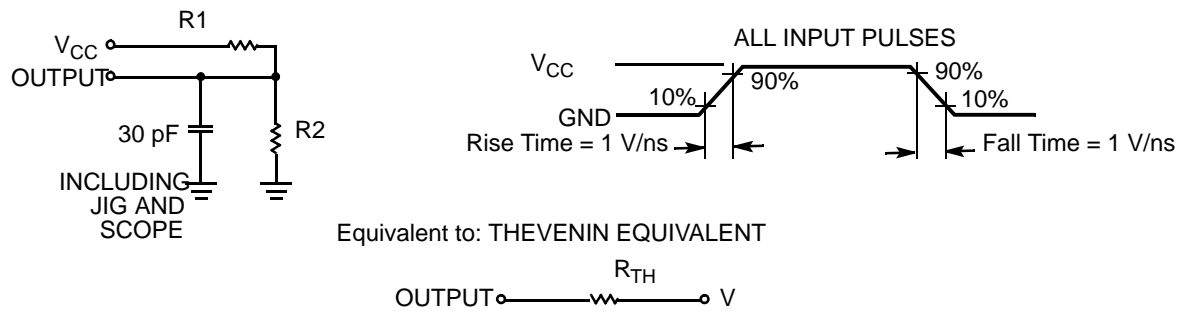 R1
VCC
OUTPUT
30 pF
R2
INCLUDING
JIG AND
SCOPE
ALL INPUT PULSES
VCC
GND
10%
90%
90%
10%
Rise Time = 1 V/ns
Fall Time = 1 V/ns
Equivalent to: THEVENIN EQUIVALENT
RTH
OUTPUT
V